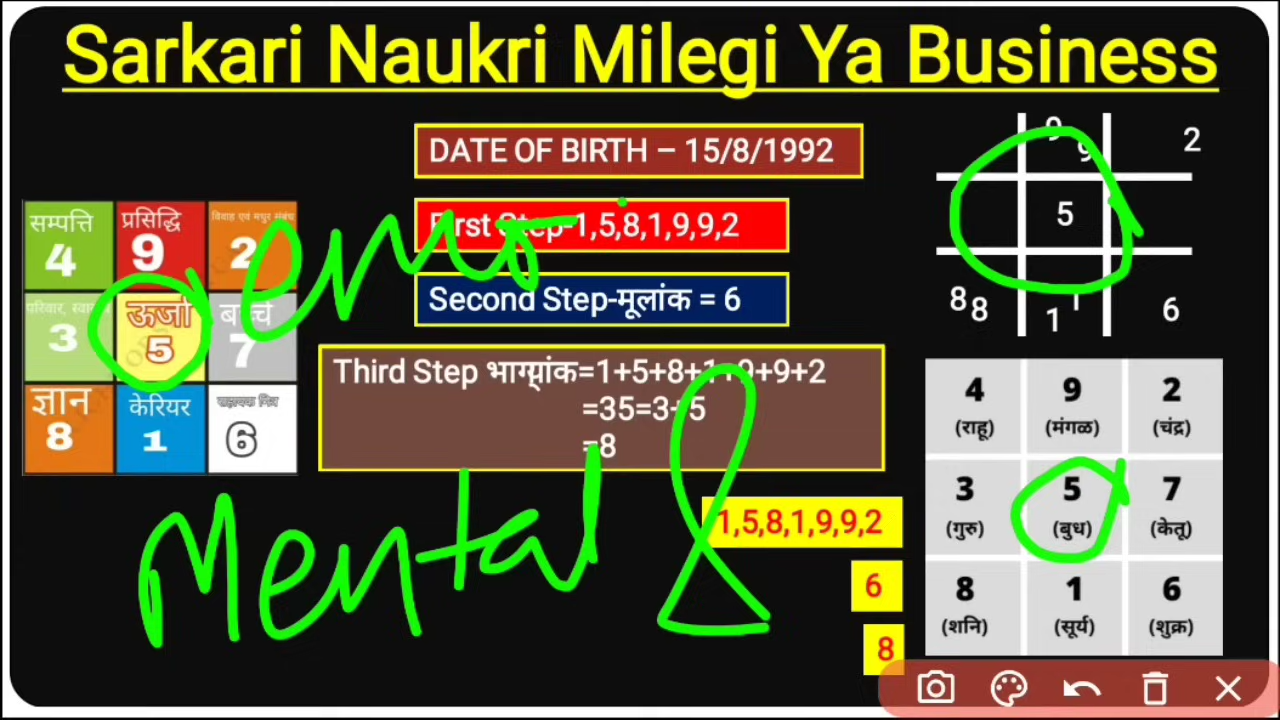 Sarkari Naukri Milegi Ya Business
DATE OF BIRTH – 15/8/1992
First Step-1,5,8,1,9,9,2
Second Step-मूलांक = 6
Third Step भाग्यांक=1+5+8+1+9+9+2
=35=3+5
=8
1,5,8,1,9,9,2
6
8
सम्पत्ति
4
प्रसिद्धि
9
विवाह एवं मधुर संबंध
2
3
ऊर्जा
5
बच्चे
7
ज्ञान
8
केरियर
1
6
9
9
2
5
8
8
1
1
6
4
(राहू)
9
(मंगळ)
2
(चंद्र)
3
(गुरु)
5
(बुध)
7
(केतू)
8
(शनि)
1
(सूर्य)
6
(शुक्र)
Mental &